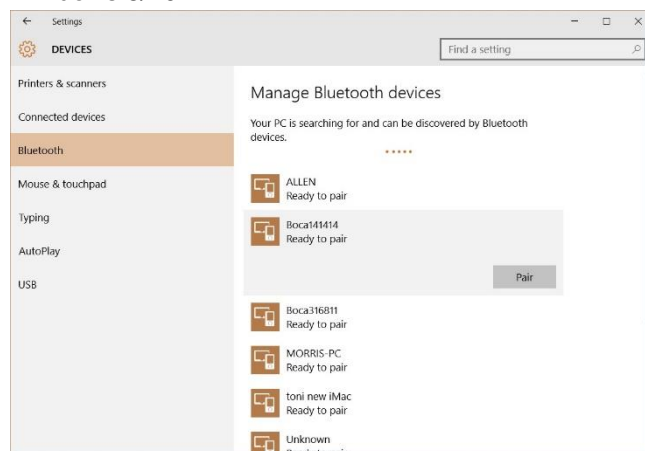 Settings
DEVICES
Find a setting
Printers & scanners
Connected devices
Bluetooth
Mouse & touchpad
Typing
AutoPlay
USB
Manage Bluetooth devices
Your PC is searching for and can be discovered by Bluetooth
devices.
ALLEN
Ready to pair
Boca141414
Ready to pair
Pair
Boca316811
Ready to pair
MORRIS-PC
Ready to pair
toni new iMac
Ready to pair
Unknown